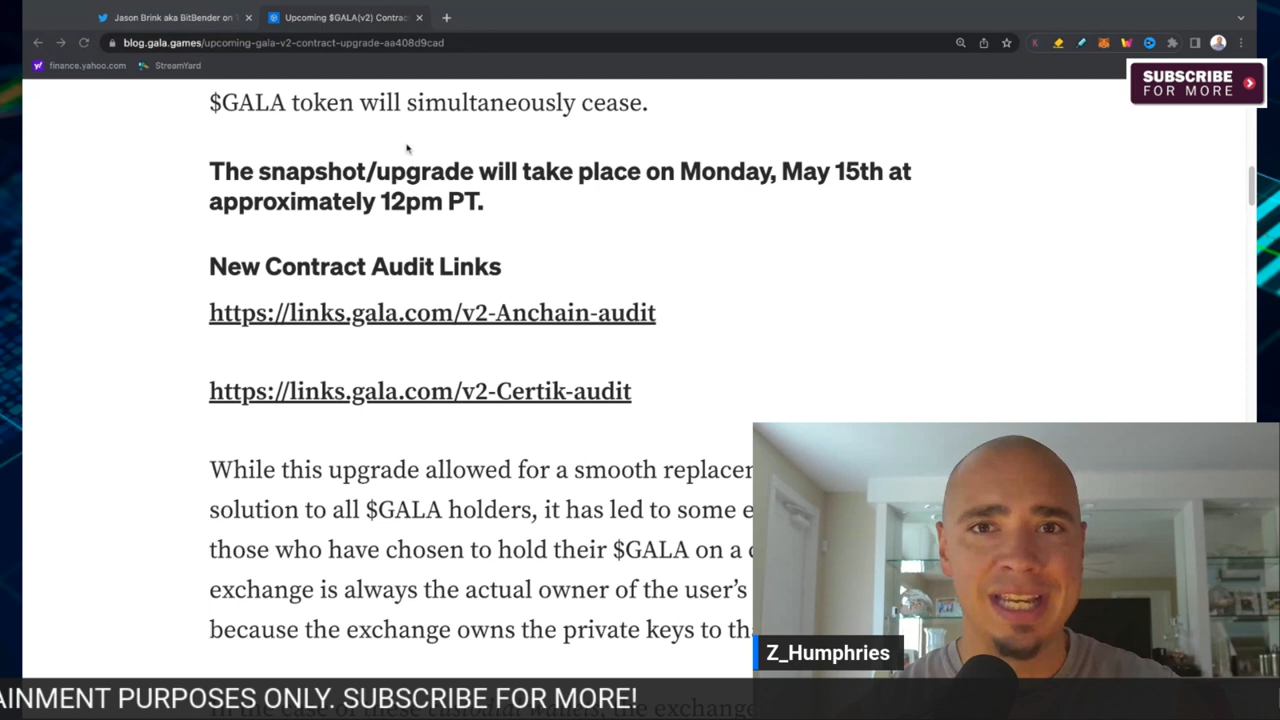 Jason Brink aka BitBender on
Upcoming $GALA(v2) Contrac
blog.gala.games/upcoming-gala-v2-contract-upgrade-aa408d9cad
finance.yahoo.com
StreamYard
SUBSCRIBE
FOR MORE
$GALA token will simultaneously cease.
The snapshot/upgrade will take place on Monday, May 15th at
approximately 12pm PT.
New Contract Audit Links
https://links.gala.com/v2-Anchain-audit
https://links.gala.com/v2-Certik-audit
While this upgrade allowed for a smooth replacem
solution to all $GALA holders, it has led to some e
those who have chosen to hold their $GALA on a c
exchange is always the actual owner of the user's
because the exchange owns the private keys to tha
Z_Humphries
AINMENT PURPOSES ONLY. SUBSCRIBE FOR MORE!